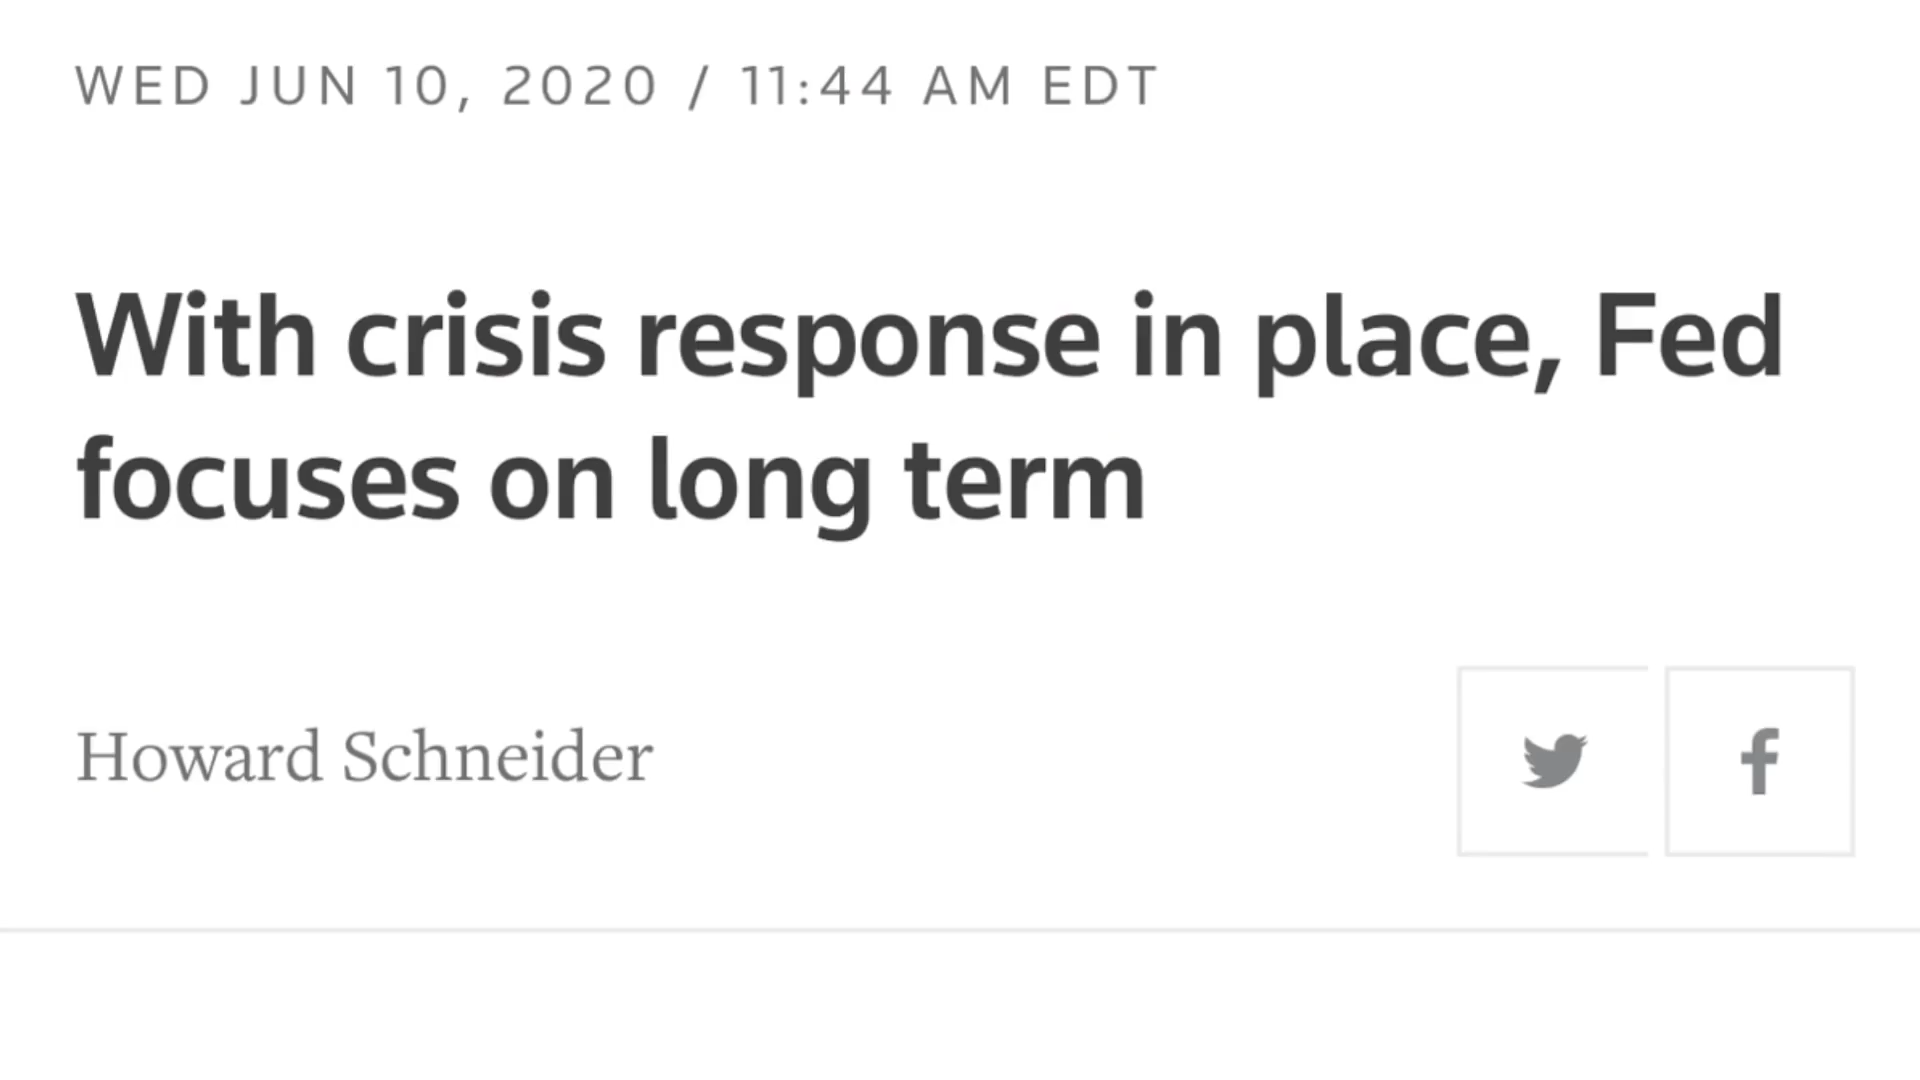 WED JUN 10, 2020 / 11:44 AM EDT
With crisis response in place, Fed
focuses on long term
Howard Schneider